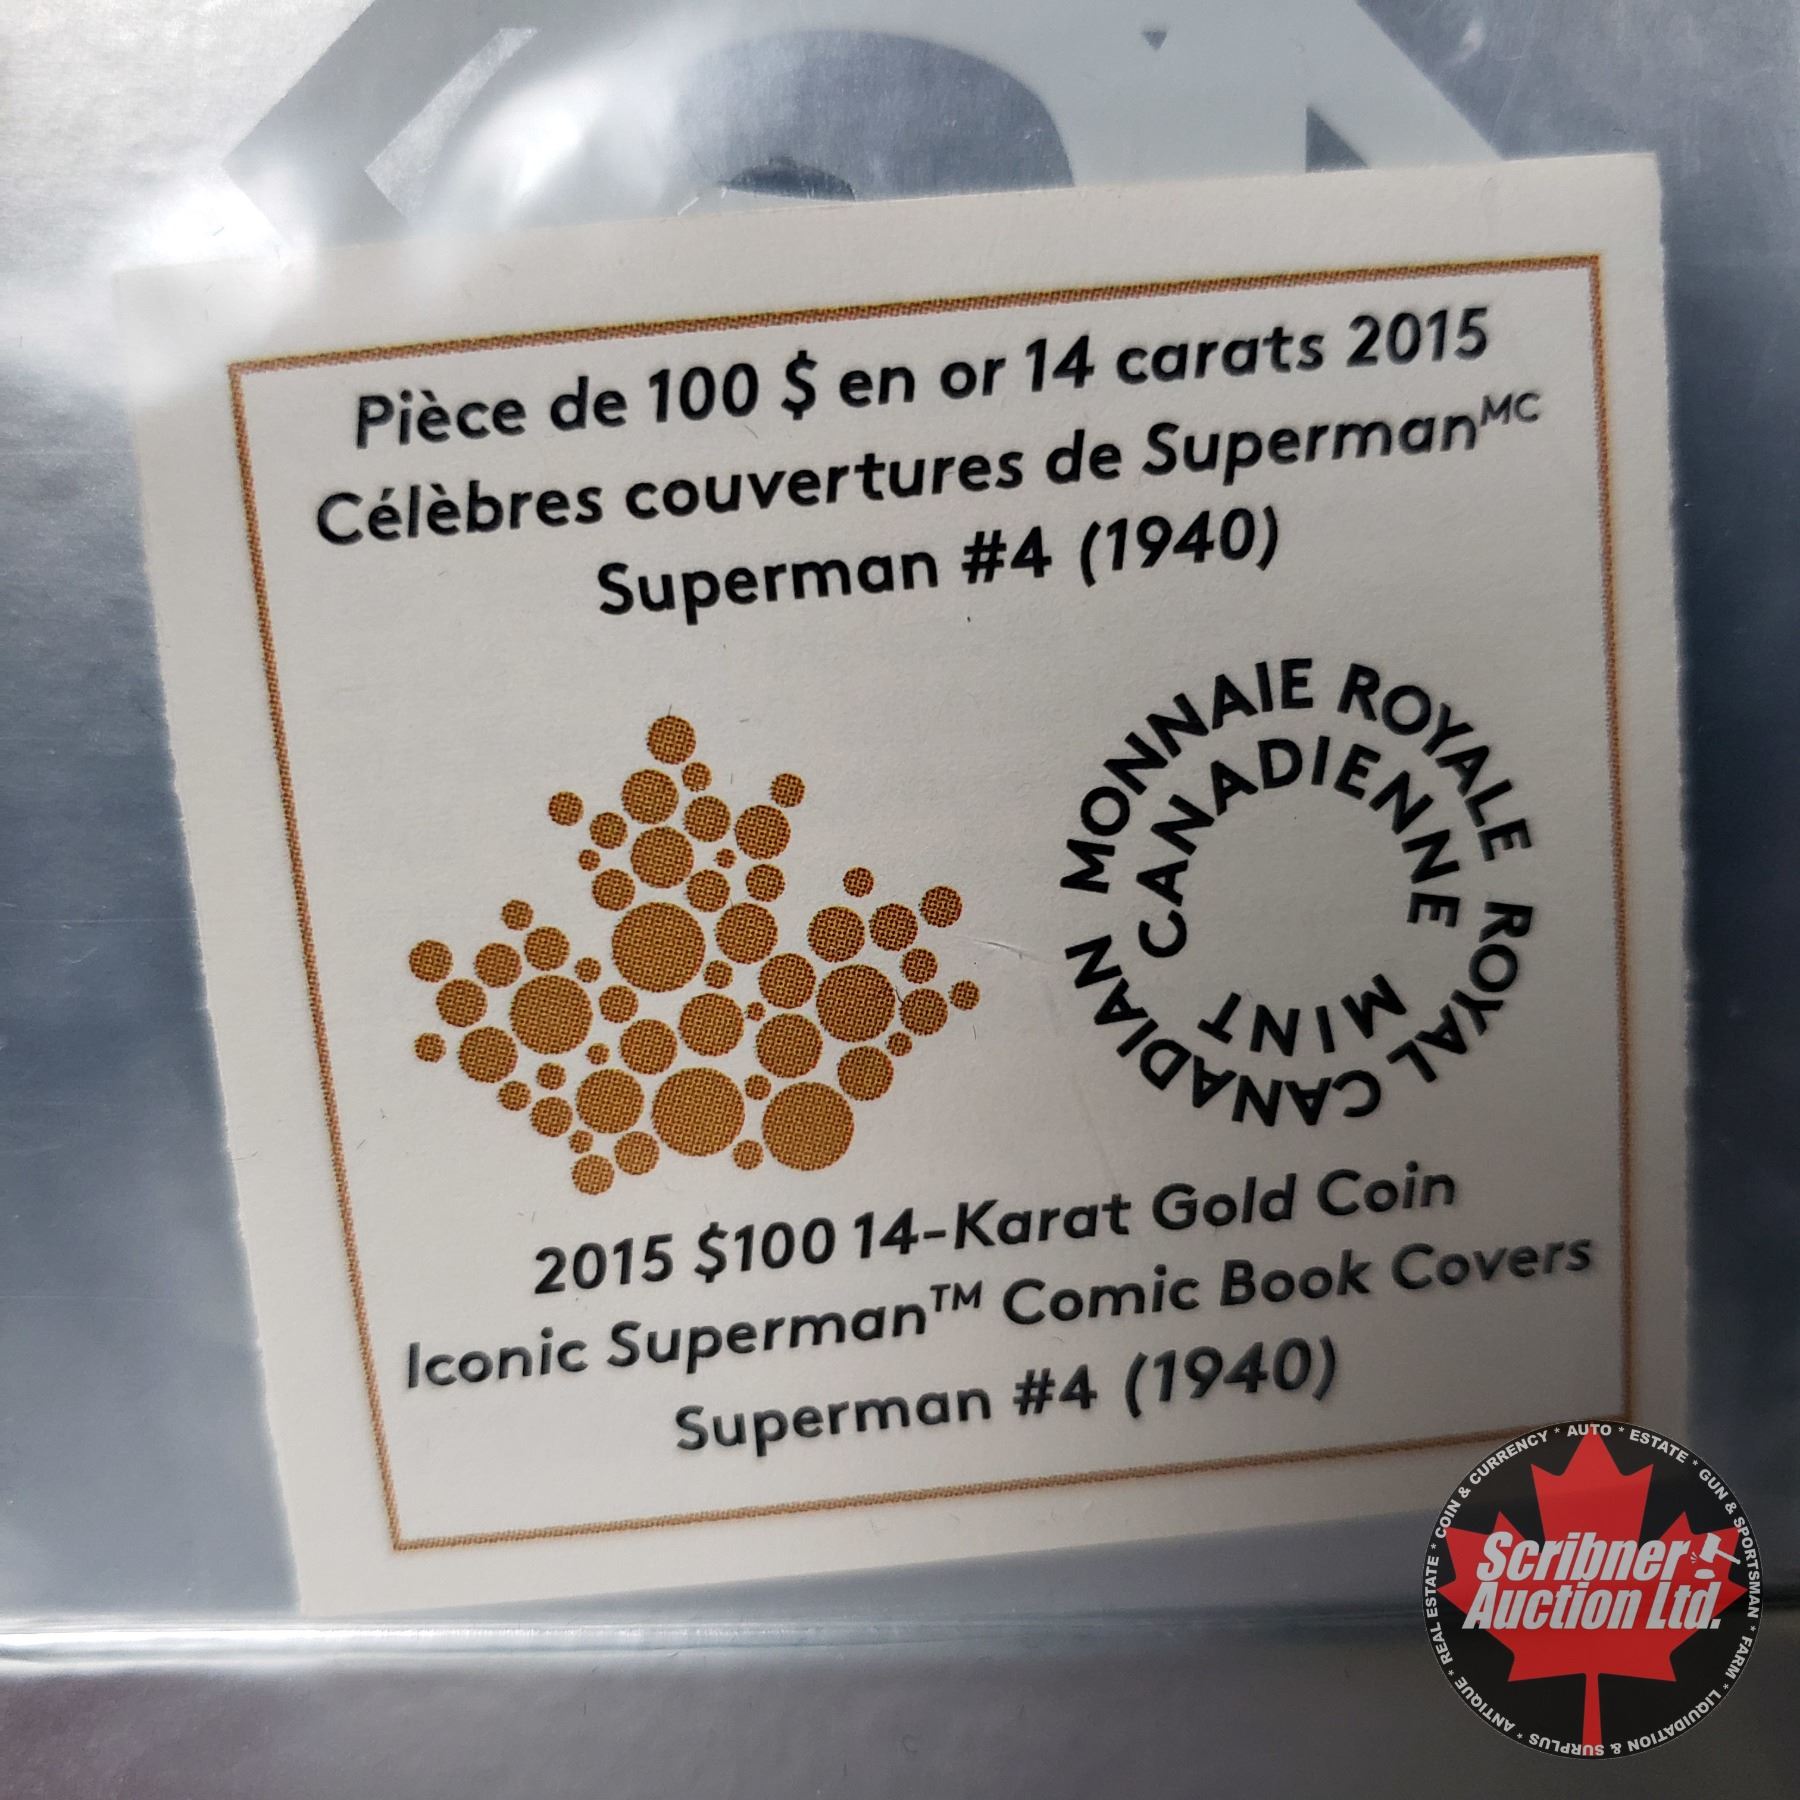 Pièce de 100 $ en or 14 carats 2015
Célèbres couvertures de Superman MC
Superman #4 (1940)
MONNAIE ROYALE
CANADIENNE
ROYAL CANADIAN
MINT
2015 $100 14-Karat Gold Coin
Iconic Superman™ Comic Book Covers
Superman #4 (1940)
COIN & CURRENCY * AUTO * ESTATE * GUN & SPORTSMAN * FARM * LIQUIDATION & SURPLUS * ANTIQUE * REAL ESTATE *
Scribner
Auction Ltd.